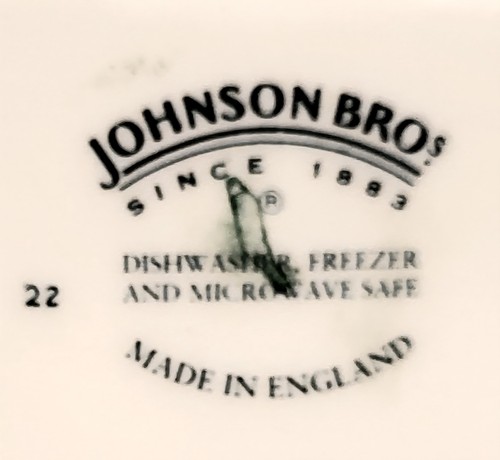 JOHNSON BROS.
SINCE 1883
®
DISHWASHER, FREEZER
22
AND MICROWAVE SAFE
MADE IN ENGLAND